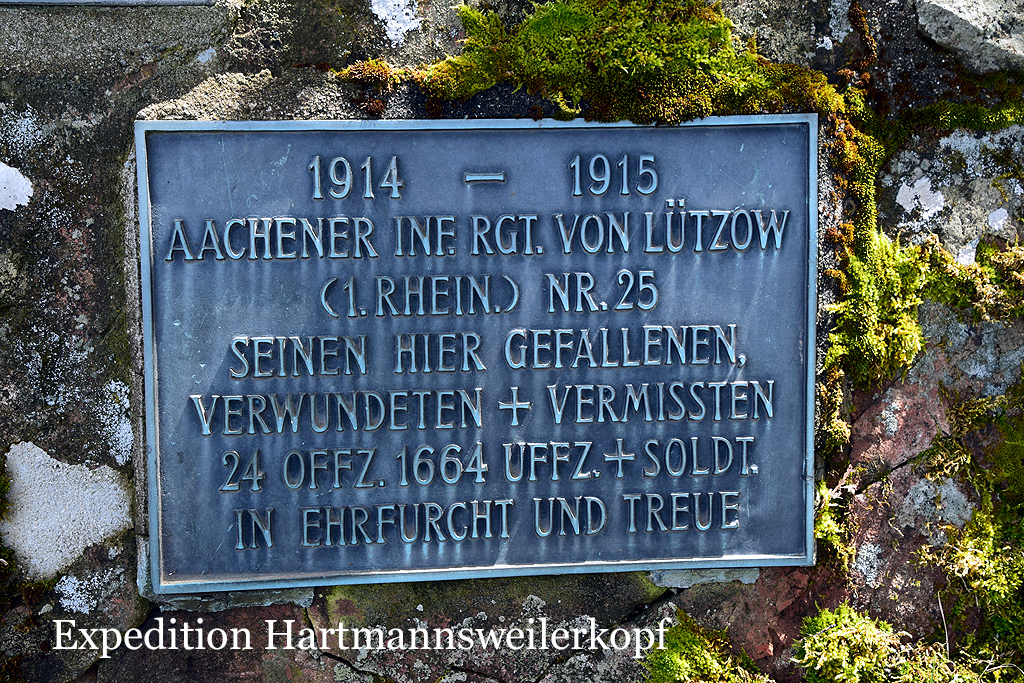 1914 – 1915
AACHENER INF. RGT. VON LÜTZOW
(1. RHEIN.) NR. 25
SEINEN HIER GEFALLENEN,
VERWUNDETEN + VERMISSTEN
24 OFFZ. 1664 UFFZ. + SOLDT.
IN EHRFURCHT UND TREUE
Expedition Hartmannsweilerkopf